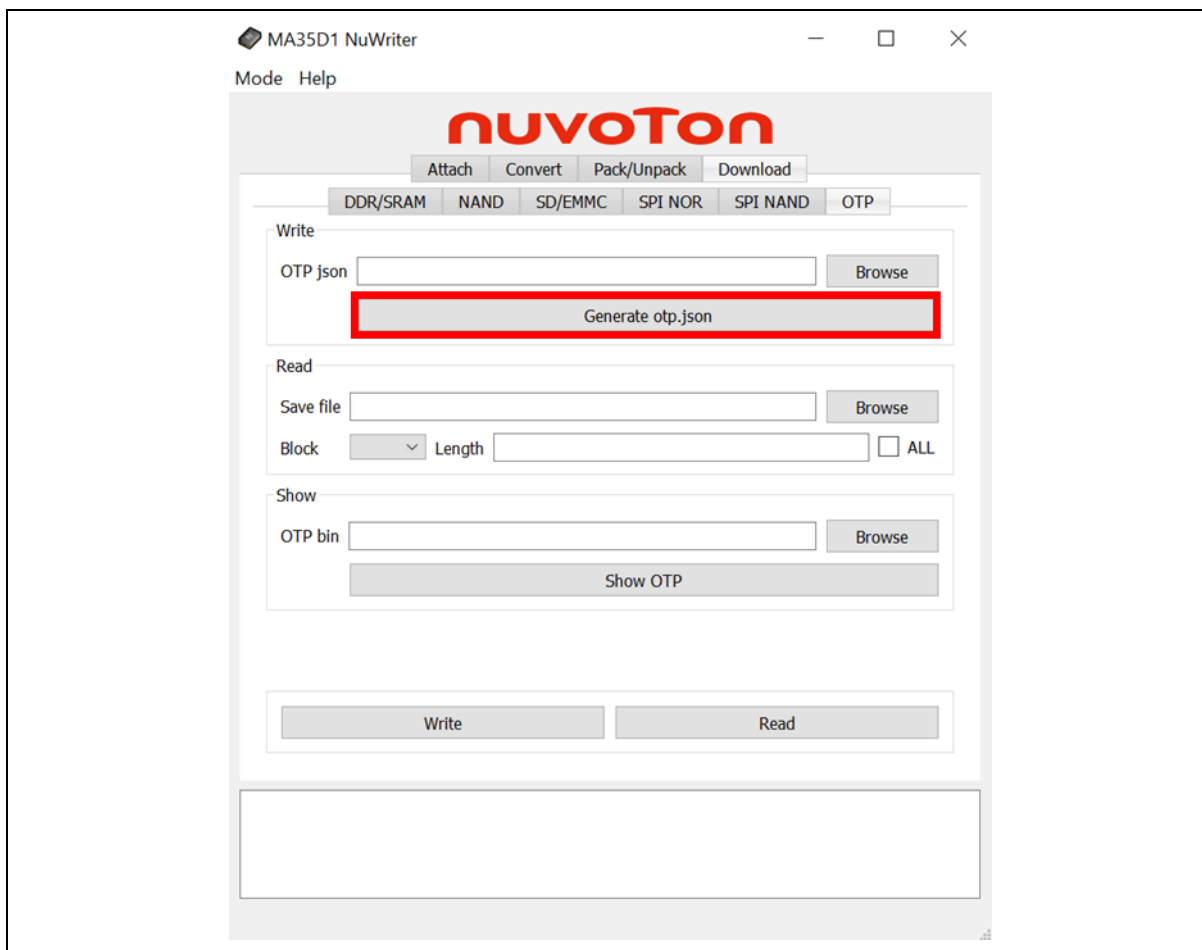 MA35D1 NuWriter
Mode Help
nuvoTon
Attach Convert Pack/Unpack Download
DDR/SRAM NAND SD/EMMC SPI NOR SPI NAND OTP
Write
OTP json Browse
Generate otp.json
Read
Save file Browse
Block Length ALL
Show
OTP bin Browse
Show OTP
Write Read